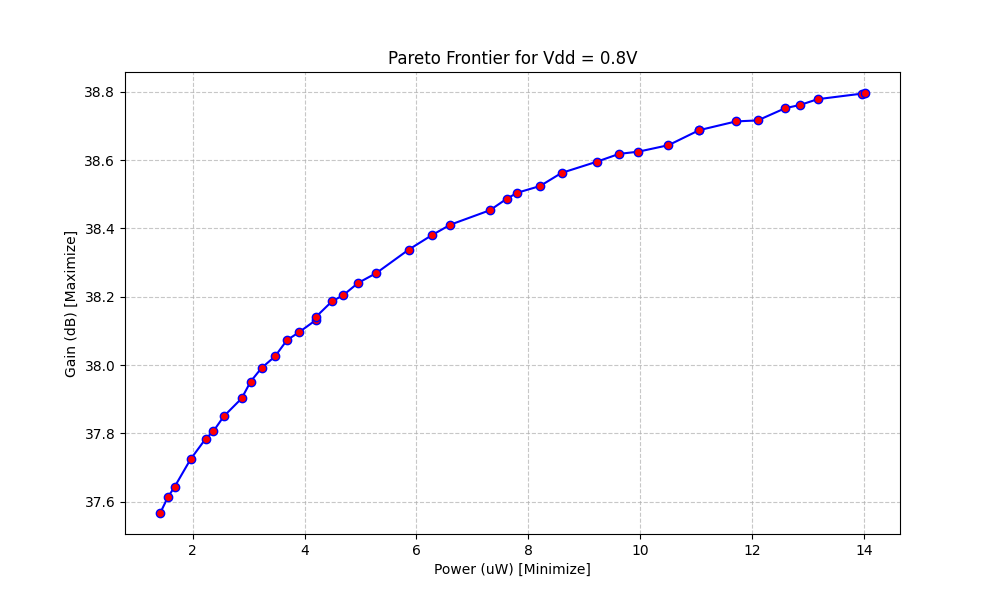 Pareto Frontier for Vdd = 0.8V
38.8
38.6
38.4
38.2
38.0
37.8
37.6
Gain (dB) [Maximize]
2 4 6 8 10 12 14
Power (uW) [Minimize]